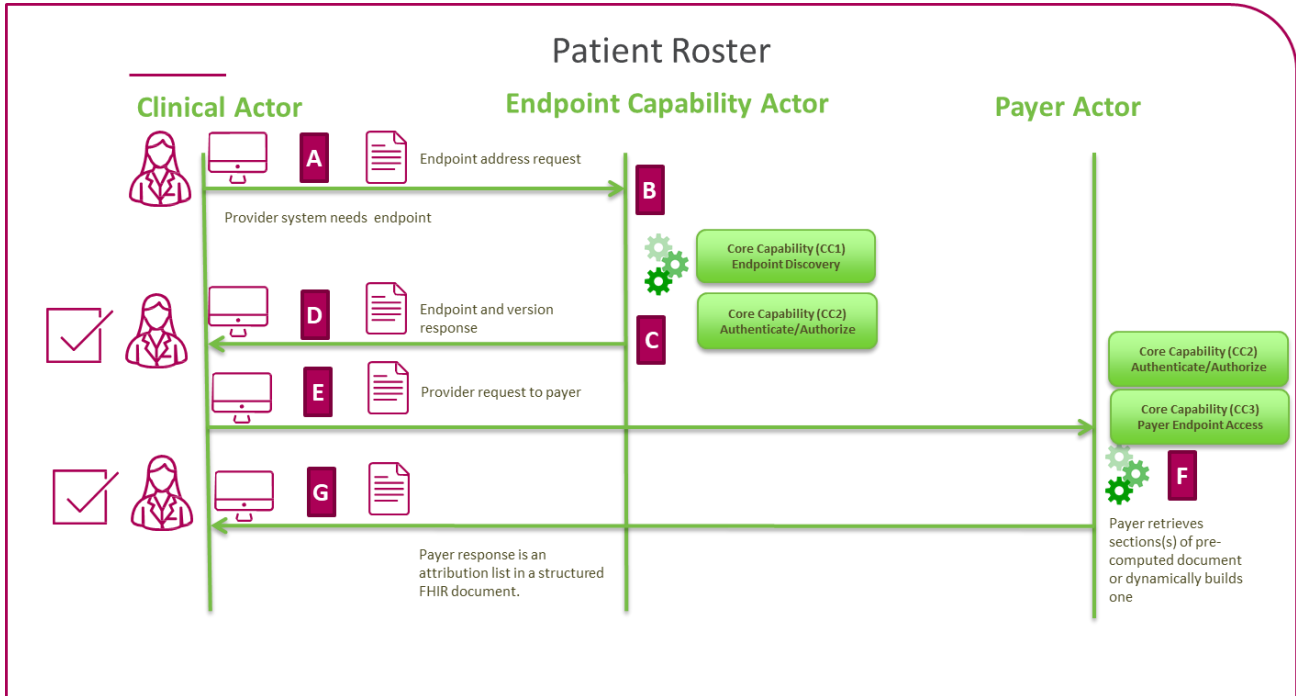 Patient Roster
Clinical Actor
Endpoint Capability Actor
Payer Actor
A
Endpoint address request
B
Provider system needs endpoint
Core Capability (CC1)
Endpoint Discovery
D
Endpoint and version
response
Core Capability (CC2)
Authenticate/Authorize
C
Core Capability (CC2)
Authenticate/Authorize
E
Provider request to payer
Core Capability (CC3)
Payer Endpoint Access
F
G
Payer retrieves
sections(s) of pre-
computed document
or dynamically builds
one
Payer response is an
attribution list in a structured
FHIR document.